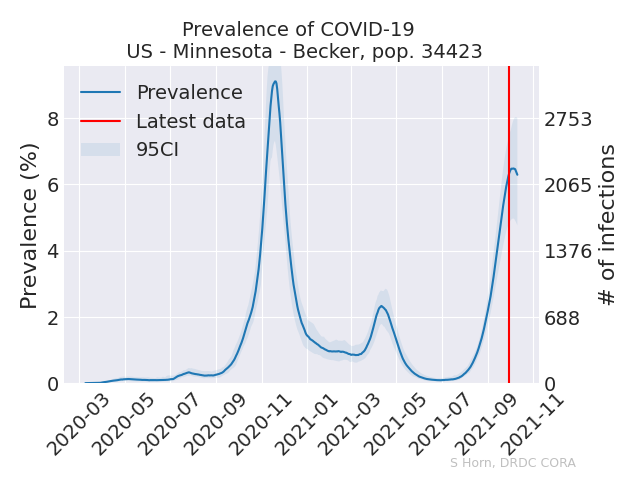 Prevalence of COVID-19
US - Minnesota - Becker, pop. 34423
Prevalence
Latest data
95CI
Prevalence (%)
8
6
4
2
0
2753
2065
1376
688
0
# of infections
2020-03
2020-05
2020-07
2020-09
2020-11
2021-01
2021-03
2021-05
2021-07
2021-09
2021-11
S Horn, DRDC CORA